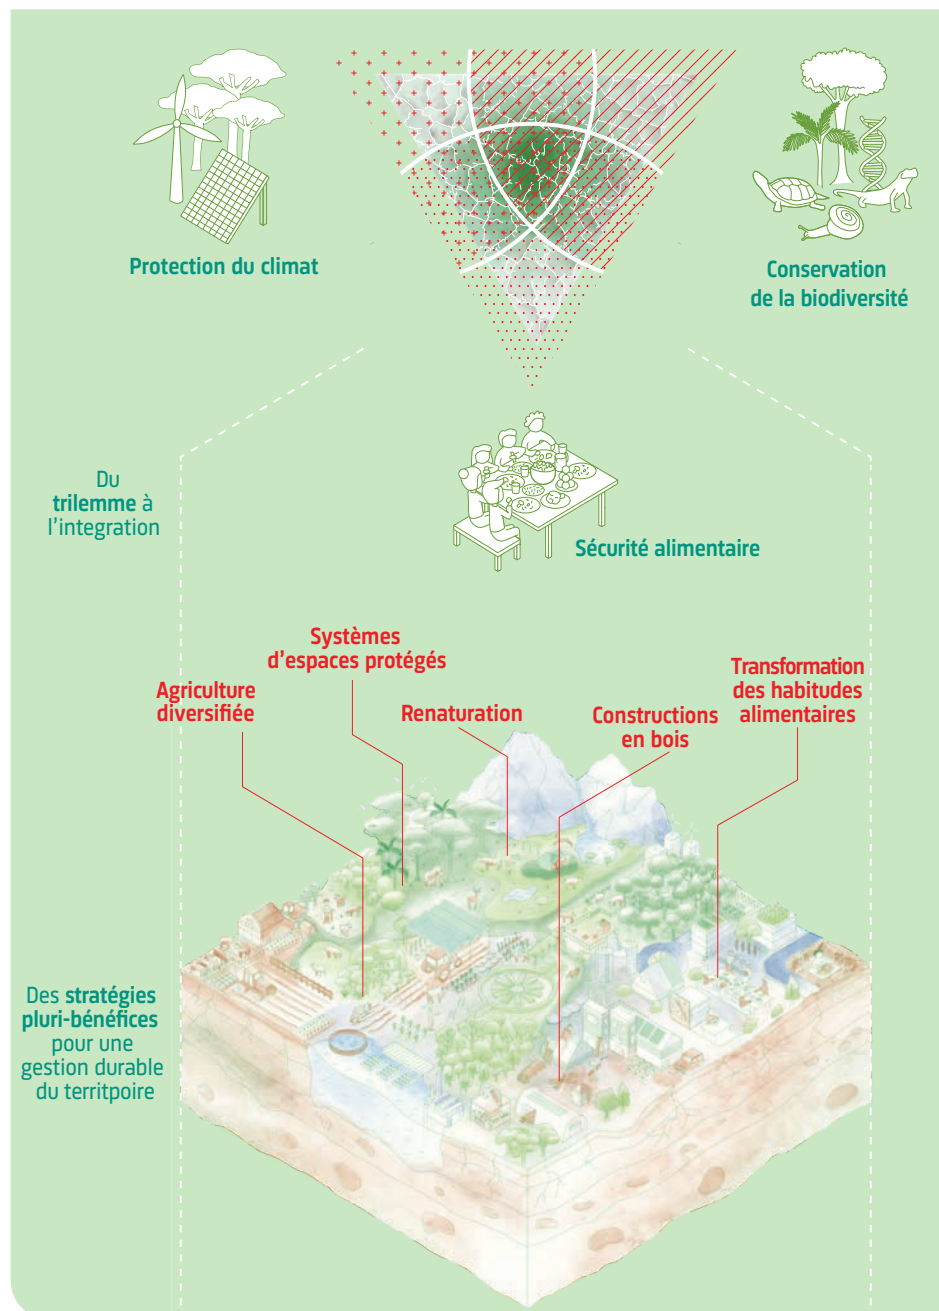 Protection du climat
Conservation
de la biodiversité
Du
trilemme à
l'integration
Sécurité alimentaire
Systèmes
d'espaces protégés
Agriculture
diversifiée
Renaturation
Constructions
en bois
Transformation
des habitudes
alimentaires
Des stratégies
pluri-bénéfices
pour une
gestion durable
du territpoire